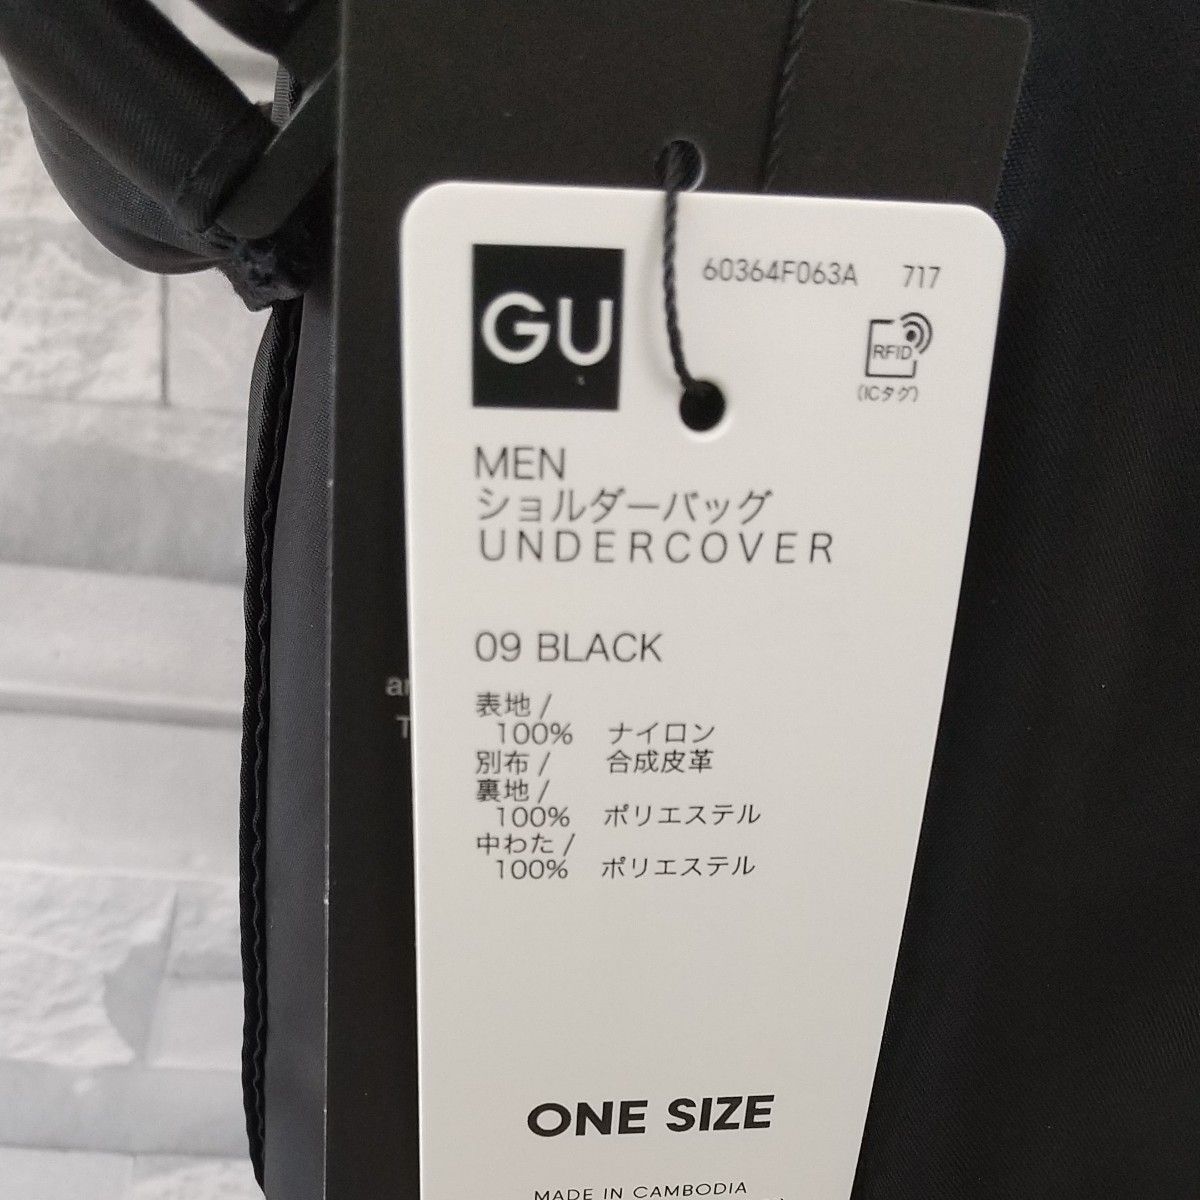 GU
60364F063A 717
RFID
(ICタグ)
MEN
ショルダーバッグ
UNDERCOVER
09 BLACK
表地 /
100% ナイロン
別布 / 合成皮革
裏地 /
100% ポリエステル
中わた /
100% ポリエステル
ONE SIZE
MADE IN CAMBODIA